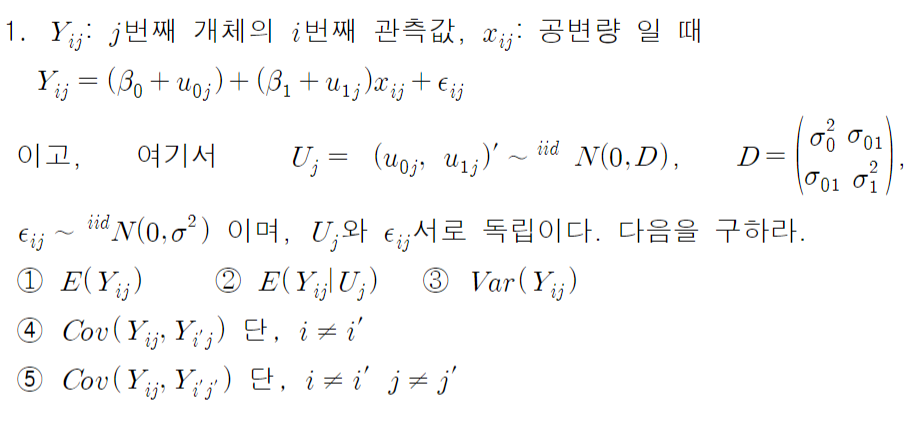 1. Y_{ij}: j번째 개체의 i번째 관측값, x_{ij}: 공변량 일 때
Y_{ij} = (β_0 + u_{0j}) + (β_1 + u_{1j})x_{ij} + ϵ_{ij}
이고, 여기서 U_j = (u_{0j}, u_{1j})′ ~ ^{iid} N(0, D), D = \begin{pmatrix} σ_0^2 & σ_{01} \\ σ_{01} & σ_1^2 \end{pmatrix},
ϵ_{ij} ~ ^{iid} N(0, σ^2) 이며, U_j와 ϵ_{ij}서로 독립이다. 다음을 구하라.
① E(Y_{ij}) ② E(Y_{ij}|U_j) ③ Var(Y_{ij})
④ Cov(Y_{ij}, Y_{i′j}) 단, i ≠ i′
⑤ Cov(Y_{ij}, Y_{i′j′}) 단, i ≠ i′ j ≠ j′